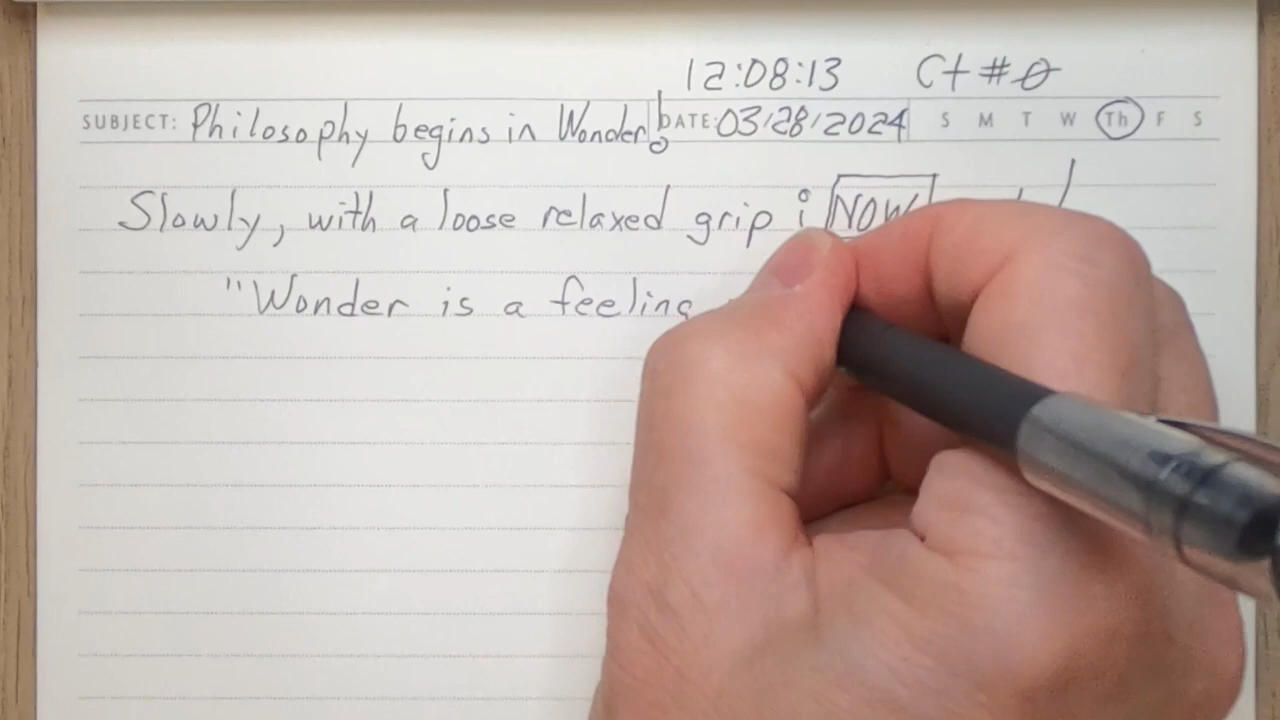 12:08:13 Ct #0
SUBJECT: Philosophy begins in Wonder! DATE: 03/28/2024 S M T W Th F S
Slowly, with a loose relaxed grip ; NOW
"Wonder is a feeling